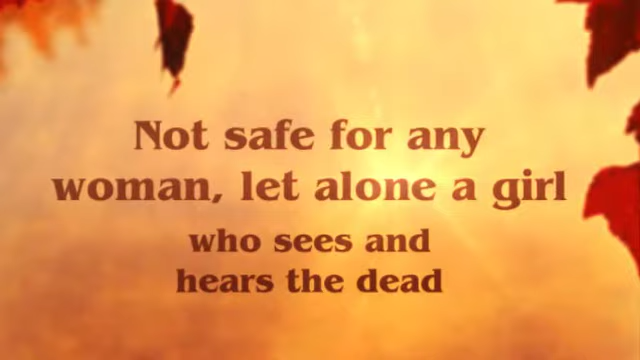 Not safe for any
woman, let alone a girl
who sees and
hears the dead